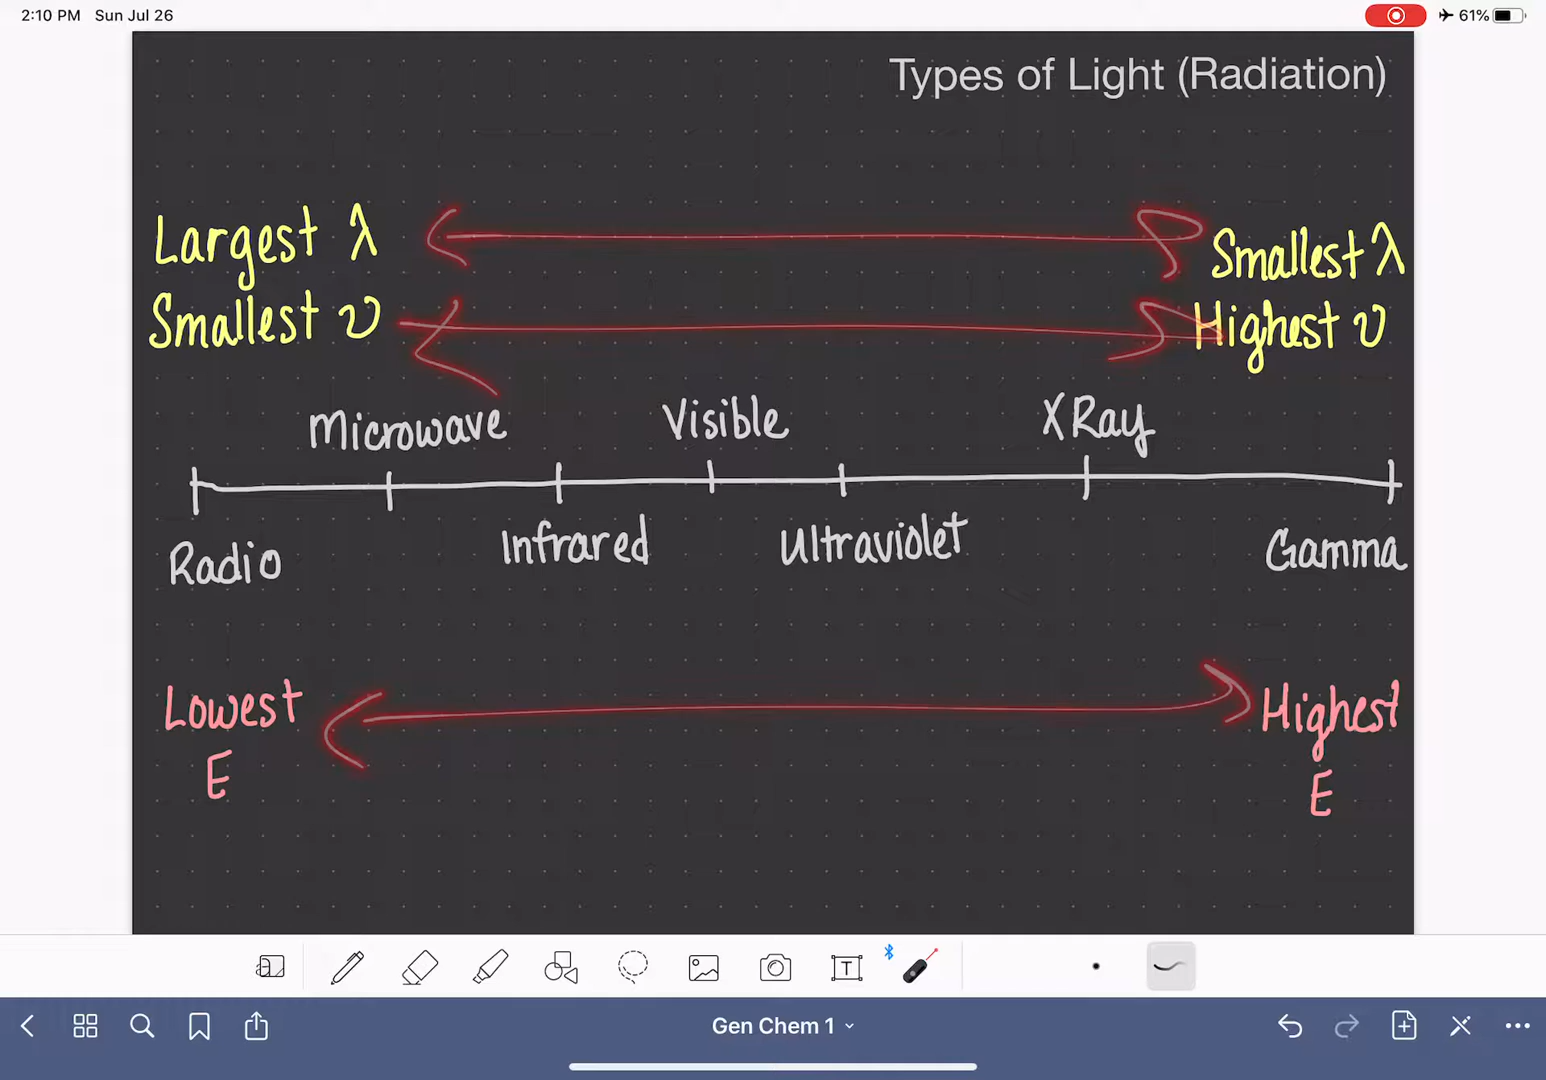 2:10 PM Sun Jul 26
61%
Types of Light (Radiation)
Largest λ
Smallest λ
Smallest ν
Highest ν
Microwave
Visible
X Ray
Radio
Infrared
Ultraviolet
Gamma
Lowest
E
Highest
E
T
Gen Chem 1